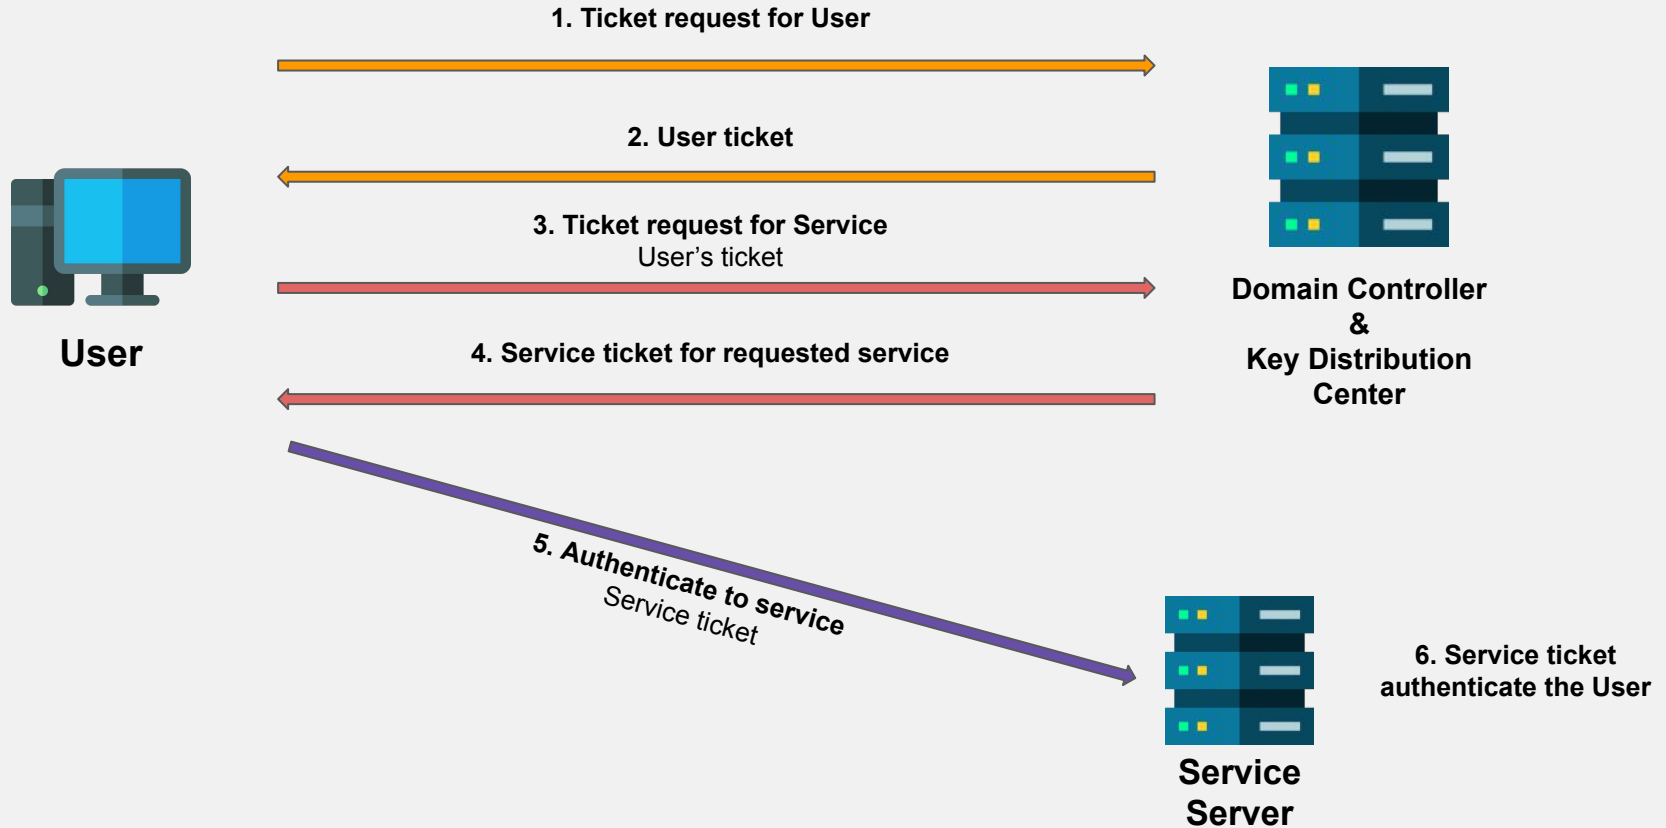 1. Ticket request for User
2. User ticket
3. Ticket request for Service
User’s ticket
4. Service ticket for requested service
User
Domain Controller
&
Key Distribution
Center
5. Authenticate to service
Service ticket
6. Service ticket
authenticate the User
Service
Server